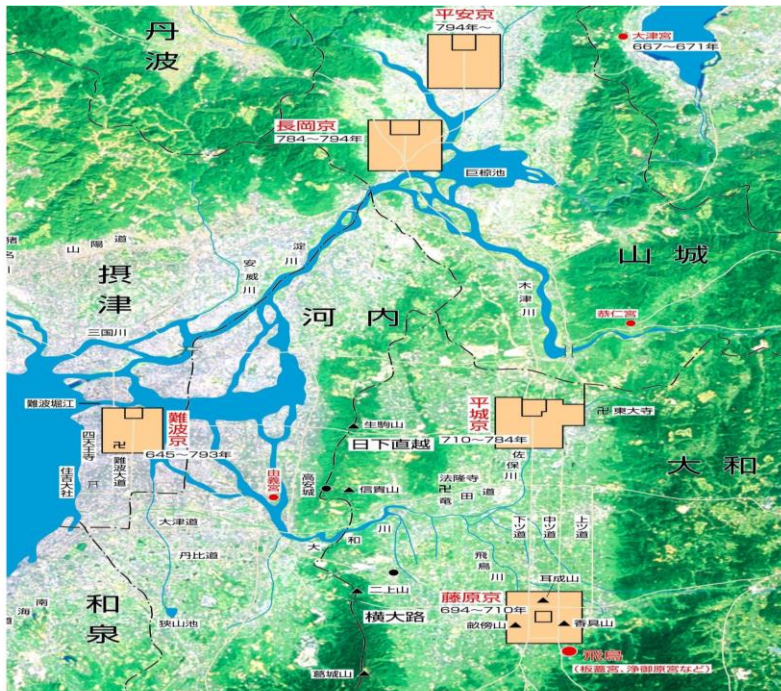 平安京
794年～
大津宮
667～671年
丹波
長岡京
784～794年
巨椋池
山陽道
摂津
安威川
淀川
河内
山城
木津川
恭仁宮
三国川
難波堀江
難波京
645～793年
四天王寺
難波大道
住吉大社
生駒山
日下直越
平城京
710～784年
東大寺
大和
佐保川
由義宮
高安城
信貴山
法隆寺
竜田道
下ツ道
中ツ道
上ツ道
大津道
丹比道
大和川
飛鳥川
二上山
横大路
藤原京
694～710年
耳成山
畝傍山
香具山
飛鳥
(板蓋宮、浄御原宮など)
和泉
狭山池
葛城山
南海道